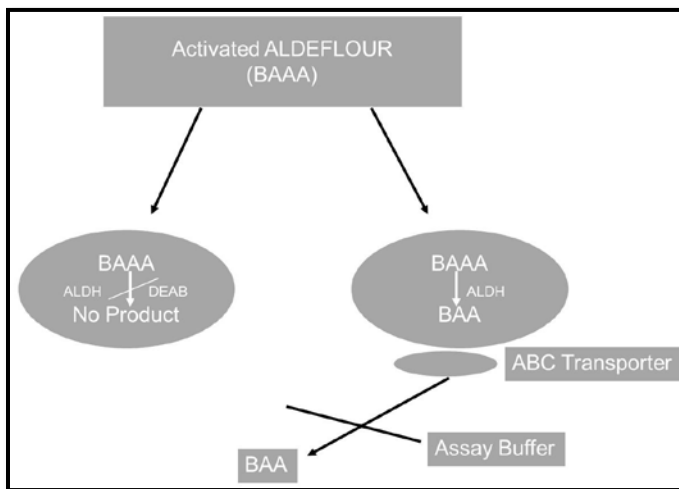 Activated ALDEFLOUR
(BAAA)
BAAA
ALDH DEAB
No Product
BAAA
ALDH
BAA
ABC Transporter
Assay Buffer
BAA